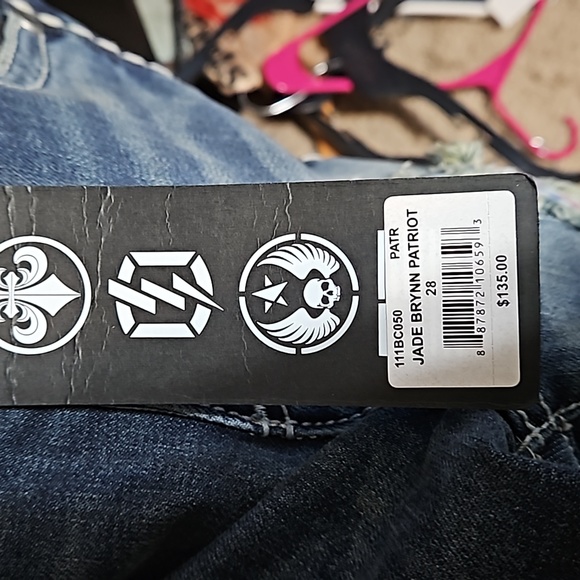 111BC050 PATR
JADE BRYNN PATRIOT
28
8 87872 10659 3
$135.00